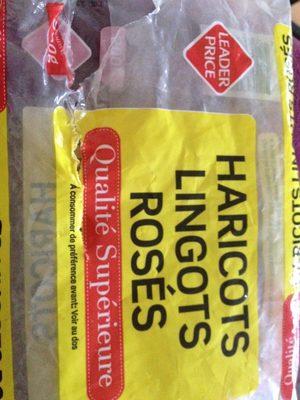 LEADER
PRICE
HARICOTS
LINGOTS
ROSÉS
Qualité Supérieure
A consommer de préférence avant: Voir au dos